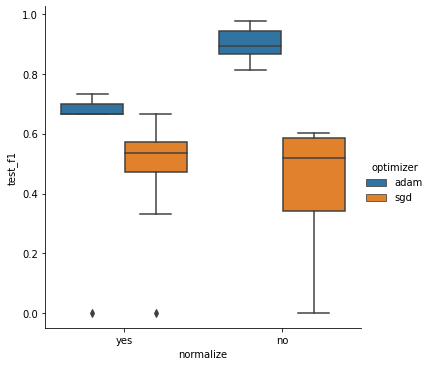 1.0
0.8
0.6
0.4
0.2
0.0
test_f1
yes
no
normalize
optimizer
adam
sgd